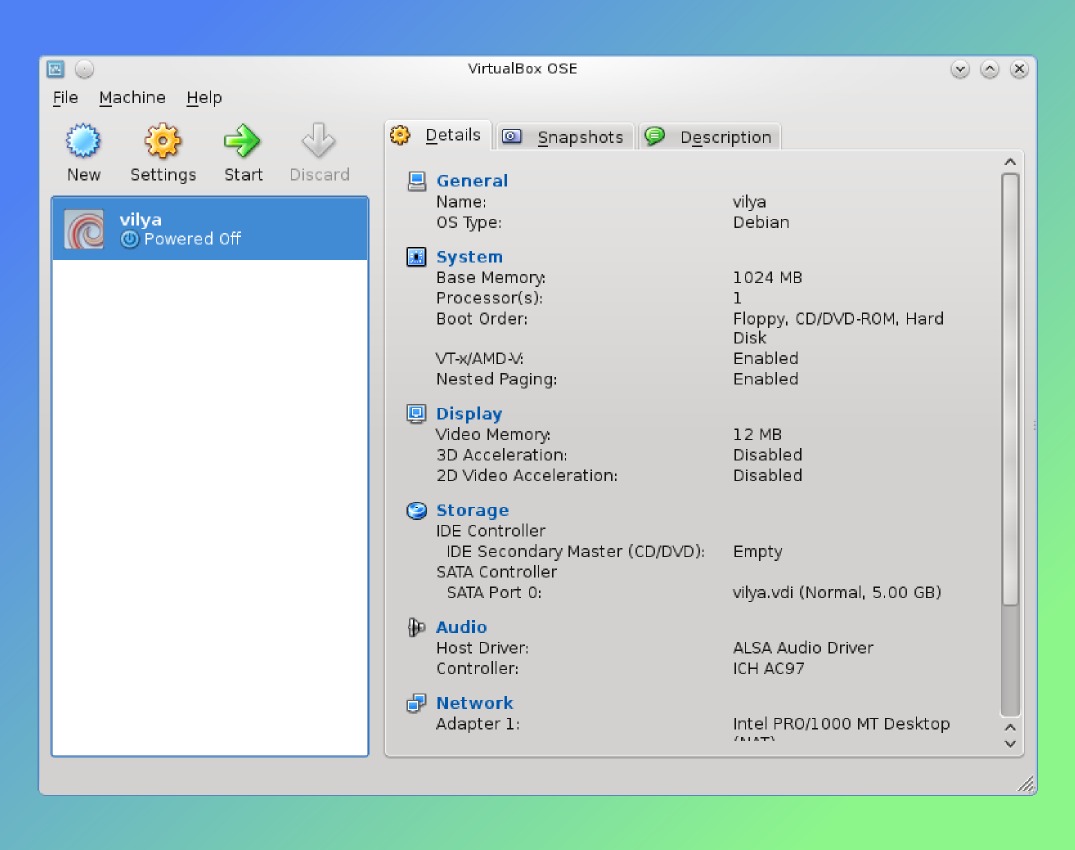 VirtualBox OSE
File Machine Help
New Settings Start Discard
vilya
Powered Off
Details Snapshots Description
General
Name: vilya
OS Type: Debian
System
Base Memory: 1024 MB
Processor(s): 1
Boot Order: Floppy, CD/DVD-ROM, Hard
Disk
VT-x/AMD-V: Enabled
Nested Paging: Enabled
Display
Video Memory: 12 MB
3D Acceleration: Disabled
2D Video Acceleration: Disabled
Storage
IDE Controller
IDE Secondary Master (CD/DVD): Empty
SATA Controller
SATA Port 0: vilya.vdi (Normal, 5.00 GB)
Audio
Host Driver: ALSA Audio Driver
Controller: ICH AC97
Network
Adapter 1: Intel PRO/1000 MT Desktop
(NAT)